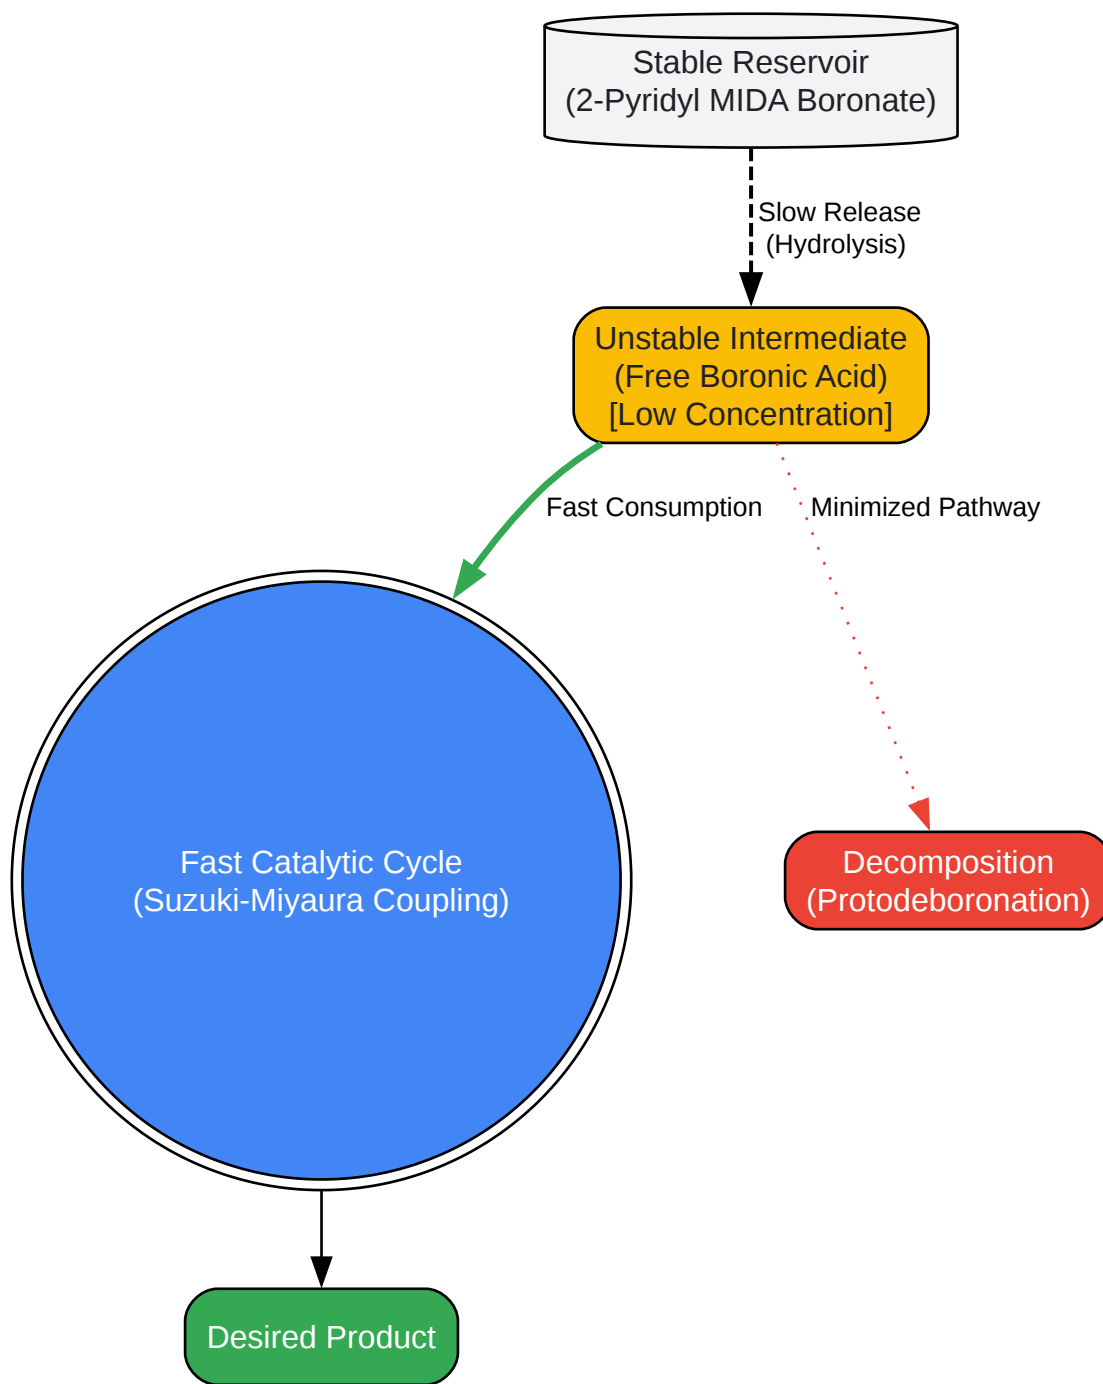 Stable Reservoir
(2-Pyridyl MIDA Boronate)
Slow Release
(Hydrolysis)
Unstable Intermediate
(Free Boronic Acid)
[Low Concentration]
Fast Consumption
Minimized Pathway
Fast Catalytic Cycle
(Suzuki-Miyaura Coupling)
Decomposition
(Protodeboronation)
Desired Product